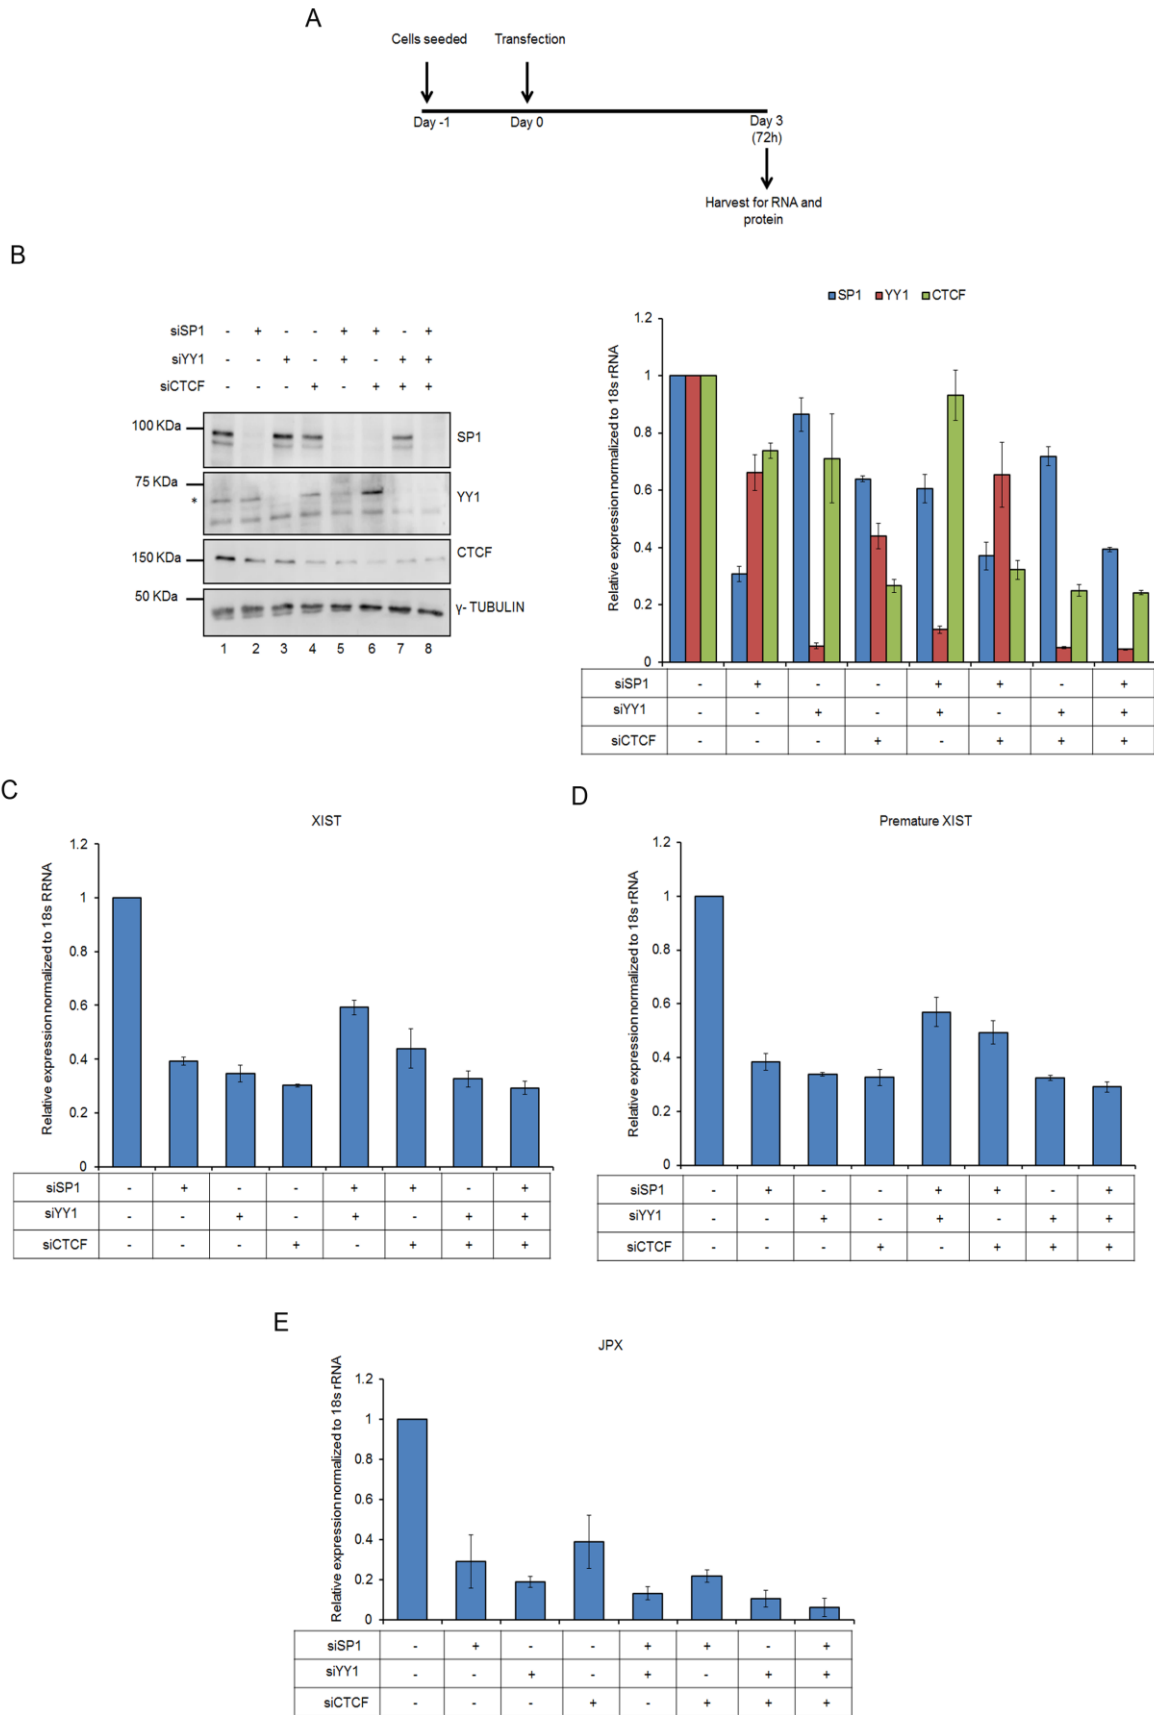 A
Cells seeded Transfection
Day -1 Day 0 Day 3
(72h)
Harvest for RNA and
protein
B
siSP1 - + - - + + - +
siYY1 - - + - + - + +
siCTCF - - - + - + + +
100 KDa SP1
75 KDa
* YY1
150 KDa CTCF
50 KDa γ- TUBULIN
1 2 3 4 5 6 7 8
SP1 YY1 CTCF
Relative expression normalized to 18s rRNA
1.2
1
0.8
0.6
0.4
0.2
0
siSP1 - + - - + + - +
siYY1 - - + - + - + +
siCTCF - - - + - + + +
C
XIST
Relative expression normalized to 18s RRNA
1.2
1
0.8
0.6
0.4
0.2
0
siSP1 - + - - + + - +
siYY1 - - + - + - + +
siCTCF - - - + - + + +
D
Premature XIST
Relative expression normalized to 18s rRNA
1.2
1
0.8
0.6
0.4
0.2
0
siSP1 - + - - + + - +
siYY1 - - + - + - + +
siCTCF - - - + - + + +
E
JPX
Relative expression normalized to 18s rRNA
1.2
1
0.8
0.6
0.4
0.2
0
siSP1 - + - - + + - +
siYY1 - - + - + - + +
siCTCF - - - + - + + +